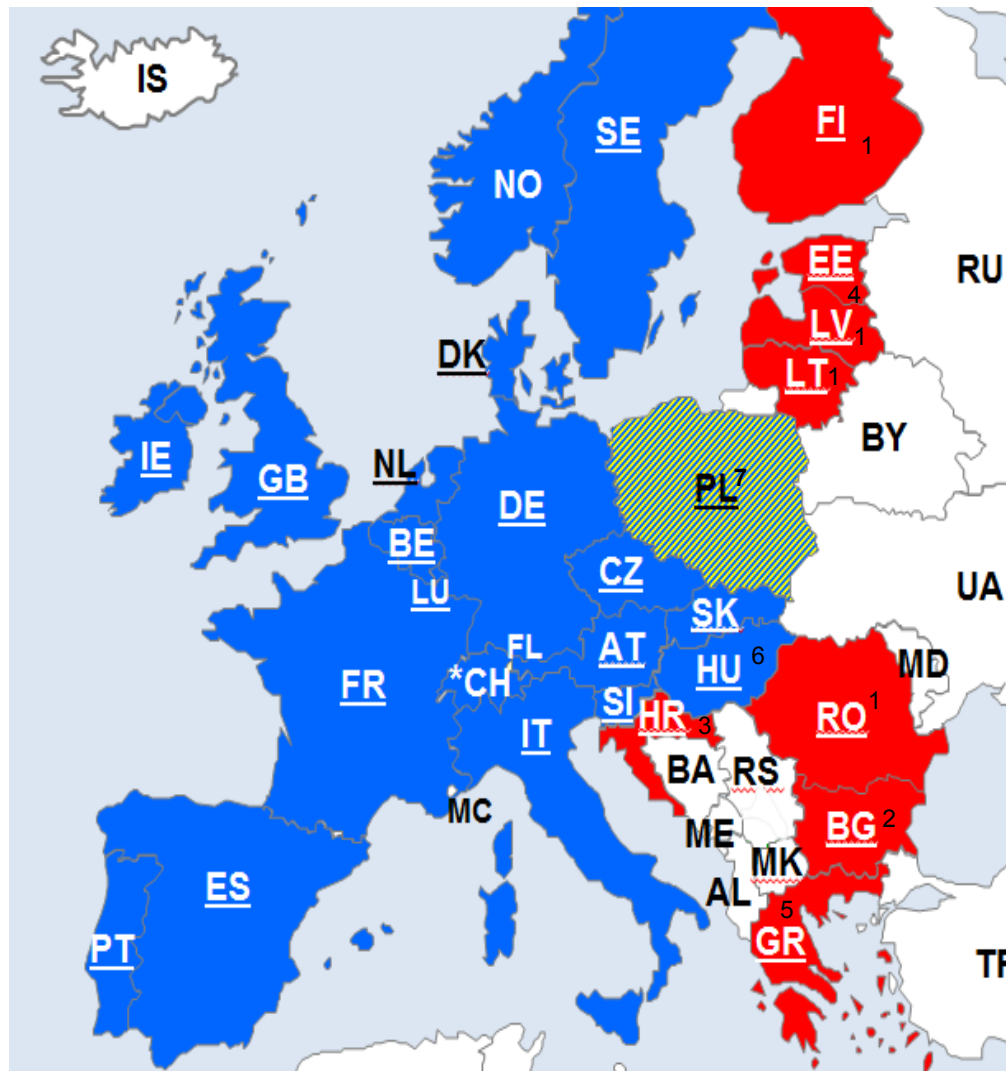 IS
SE
FI 1
NO
EE
RU
4
LV 1
DK
LT 1
BY
IE
GB
NL
PL 7
DE
BE
CZ
LU
UA
SK
FL
AT
HU 6
MD
*CH
FR
SI
HR 3
RO 1
IT
BA
RS
MC
BG 2
ME
MK
ES
AL
5
PT
GR
TR